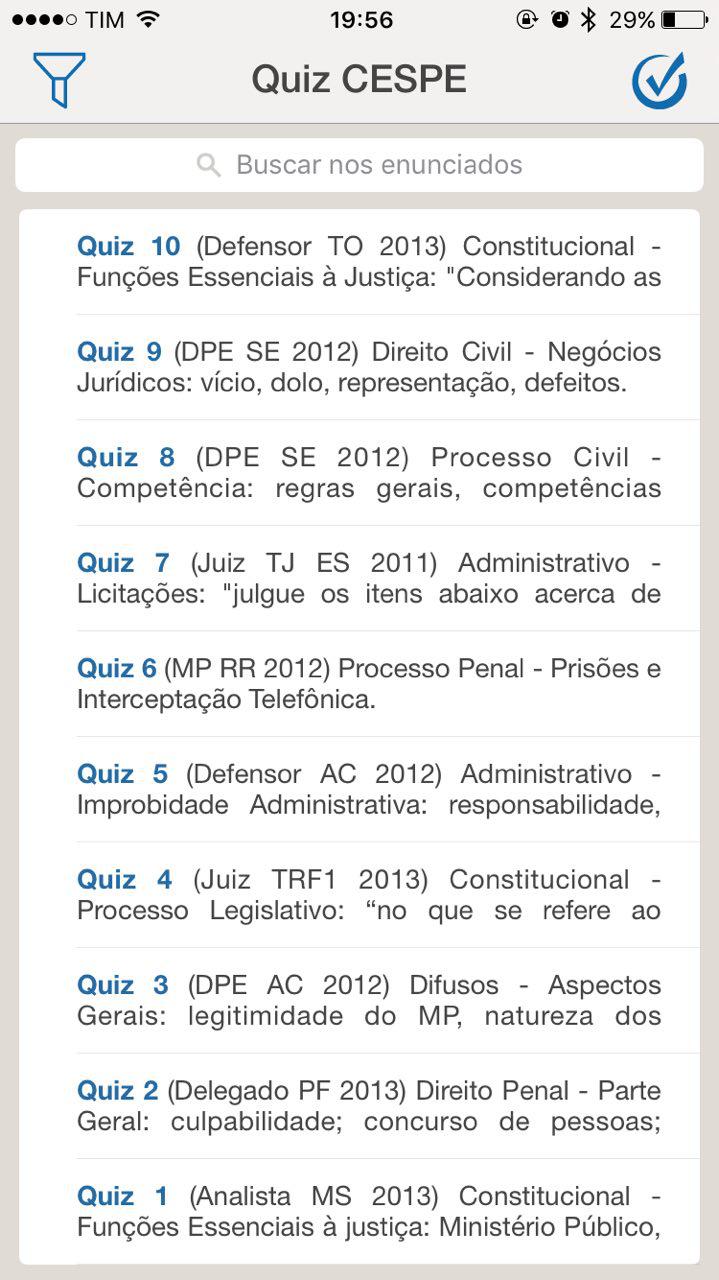 TIM 19:56 29%
Quiz CESPE
Buscar nos enunciados
Quiz 10 (Defensor TO 2013) Constitucional -
Funções Essenciais à Justiça: "Considerando as
Quiz 9 (DPE SE 2012) Direito Civil - Negócios
Jurídicos: vício, dolo, representação, defeitos.
Quiz 8 (DPE SE 2012) Processo Civil -
Competência: regras gerais, competências
Quiz 7 (Juiz TJ ES 2011) Administrativo -
Licitações: "julgue os itens abaixo acerca de
Quiz 6 (MP RR 2012) Processo Penal - Prisões e
Interceptação Telefônica.
Quiz 5 (Defensor AC 2012) Administrativo -
Improbidade Administrativa: responsabilidade,
Quiz 4 (Juiz TRF1 2013) Constitucional -
Processo Legislativo: “no que se refere ao
Quiz 3 (DPE AC 2012) Difusos - Aspectos
Gerais: legitimidade do MP, natureza dos
Quiz 2 (Delegado PF 2013) Direito Penal - Parte
Geral: culpabilidade; concurso de pessoas;
Quiz 1 (Analista MS 2013) Constitucional -
Funções Essenciais à justiça: Ministério Público,